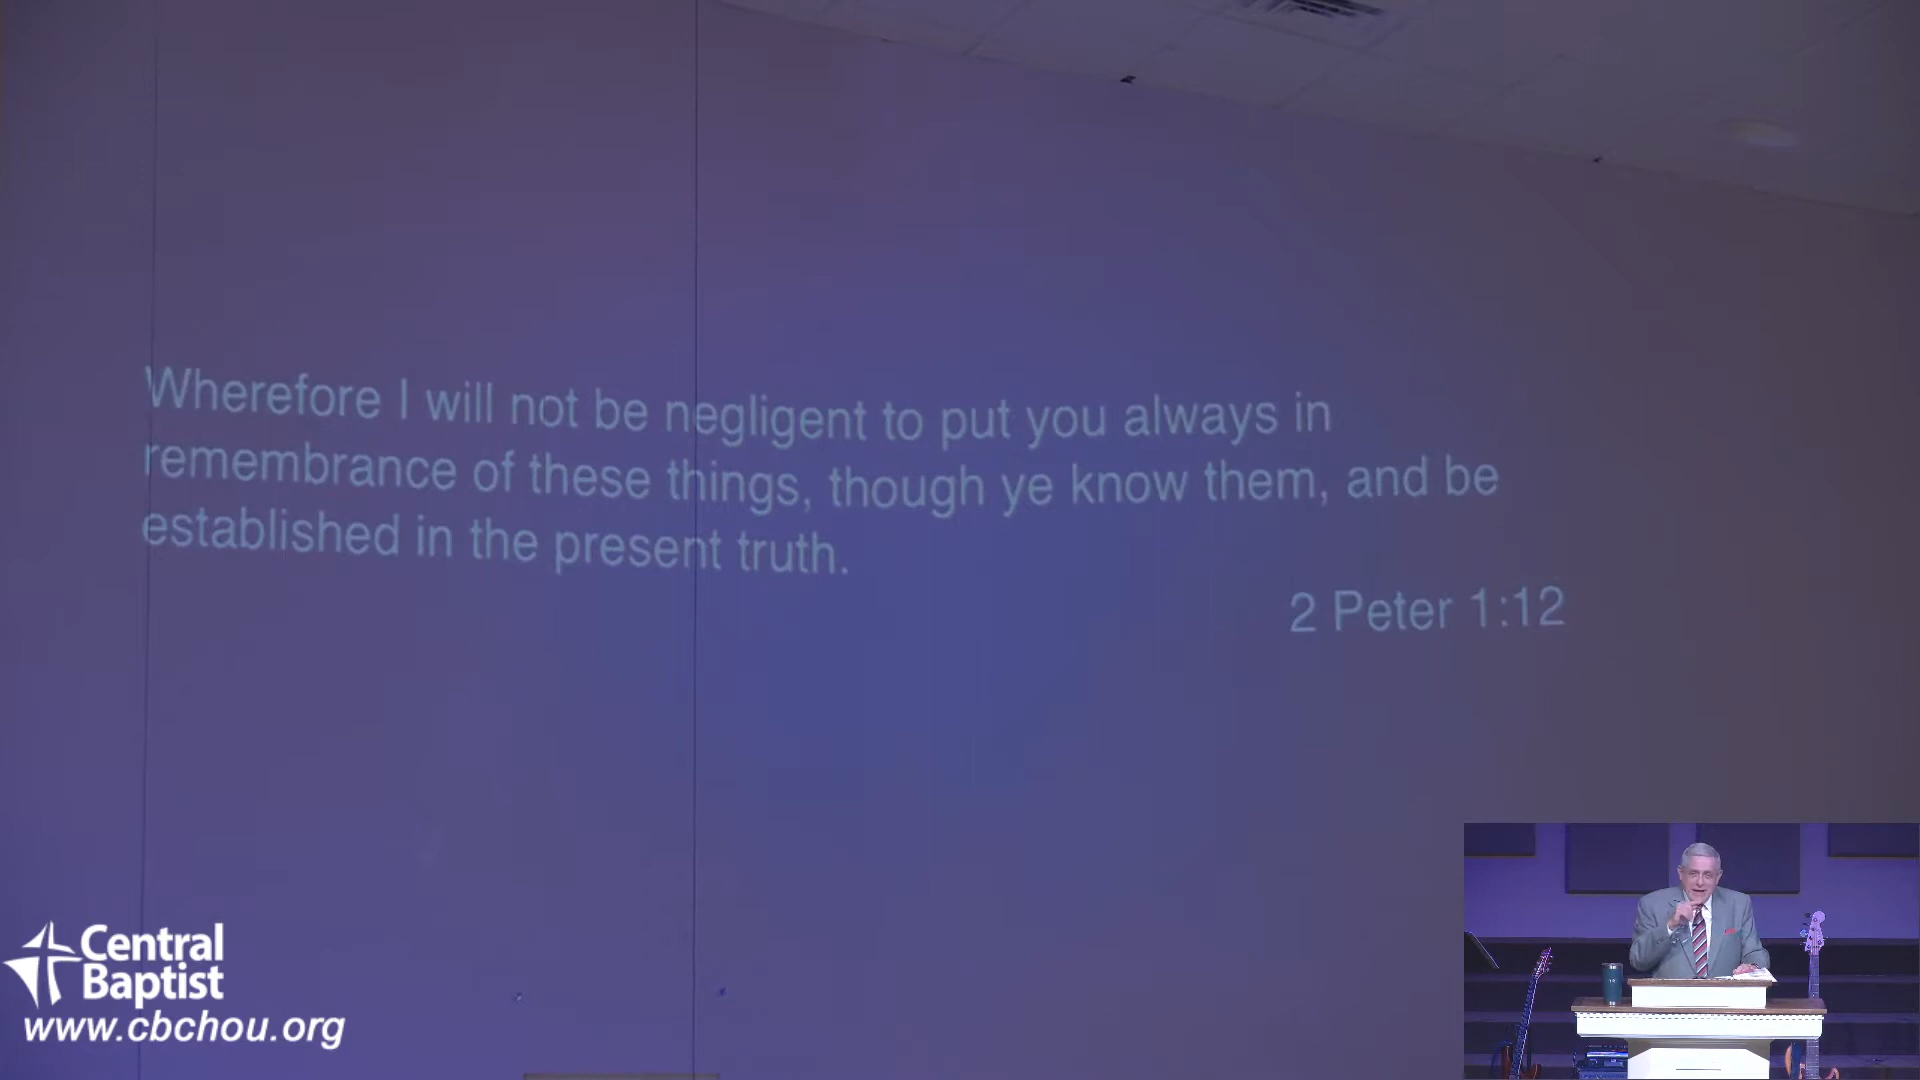 Wherefore I will not be negligent to put you always in
remembrance of these things, though ye know them, and be
established in the present truth.
2 Peter 1:12
Central
Baptist
www.cbchou.org